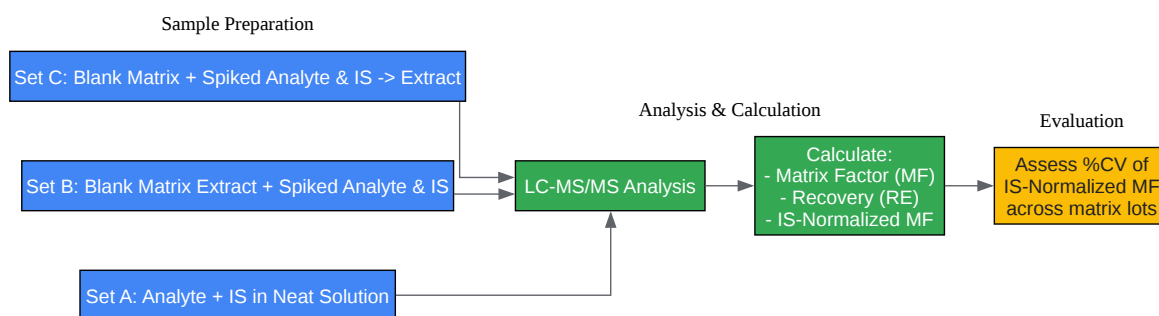 Sample Preparation
Set C: Blank Matrix + Spiked Analyte & IS -> Extract
Set B: Blank Matrix Extract + Spiked Analyte & IS
Set A: Analyte + IS in Neat Solution
Analysis & Calculation
LC-MS/MS Analysis
Calculate:
- Matrix Factor (MF)
- Recovery (RE)
- IS-Normalized MF
Evaluation
Assess %CV of
IS-Normalized MF
across matrix lots